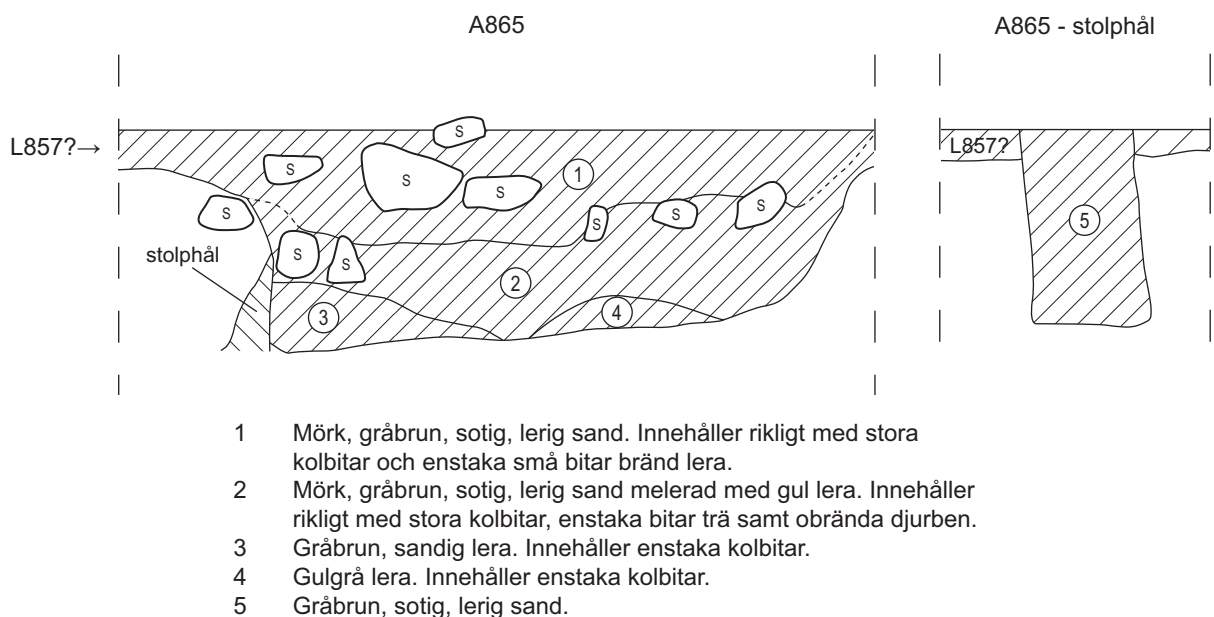 A865
A865 - stolphål
L857?→
L857?
S
S
S
S
S
S
S
S
S
S
1
5
stolphål
2
3
4
1 Mörk, gråbrun, sotig, lerig sand. Innehåller rikligt med stora
kolbitar och enstaka små bitar bränd lera.
2 Mörk, gråbrun, sotig, lerig sand melerad med gul lera. Innehåller
rikligt med stora kolbitar, enstaka bitar trä samt obrända djurben.
3 Gråbrun, sandig lera. Innehåller enstaka kolbitar.
4 Gulgrå lera. Innehåller enstaka kolbitar.
5 Gråbrun, sotig, lerig sand.